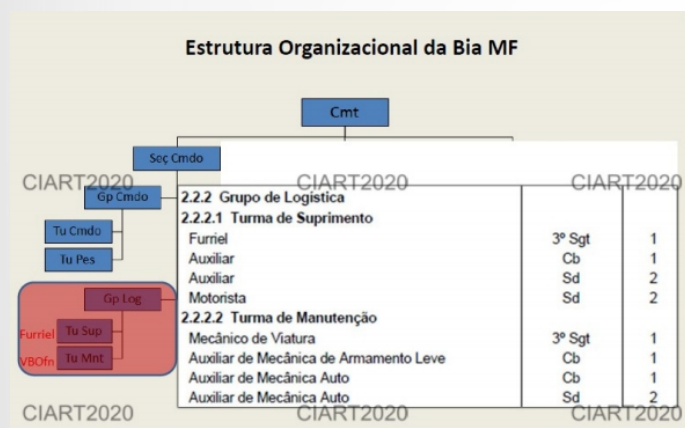 Estrutura Organizacional da Bia MF
Cmt
Seç Cmdo
CIART2020 CIART2020 CIART2020
Gp Cmdo
Tu Cmdo
Tu Pes
Gp Log
Furriel Tu Sup
VBOfn Tu Mnt
2.2.2 Grupo de Logística
2.2.2.1 Turma de Suprimento
Furriel 3º Sgt 1
Auxiliar Cb 1
Auxiliar Sd 2
Motorista Sd 2
2.2.2.2 Turma de Manutenção
Mecânico de Viatura 3º Sgt 1
Auxiliar de Mecânica de Armamento Leve Cb 1
Auxiliar de Mecânica Auto Cb 1
Auxiliar de Mecânica Auto Sd 2
CIART2020 CIART2020 CIART2020